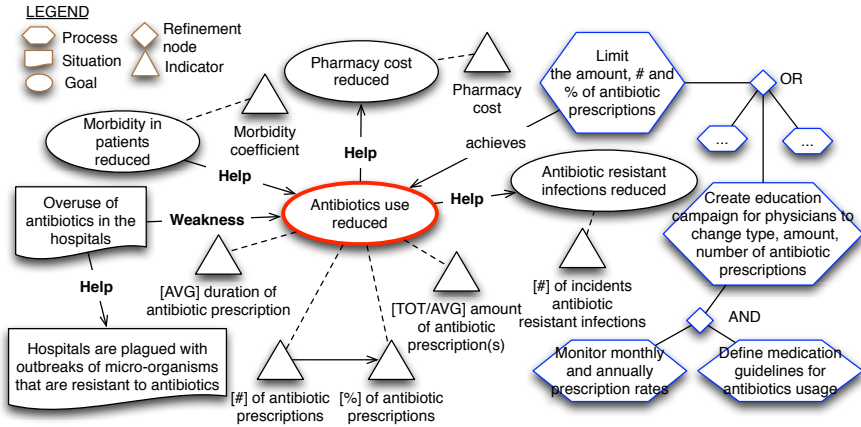 LEGEND
Process
Situation
Goal
Refinement
node
Indicator
Pharmacy cost
reduced
Pharmacy
cost
Limit
the amount, # and
% of antibiotic
prescriptions
OR
...
...
Morbidity in
patients
reduced
Morbidity
coefficient
Help
achieves
Help
Antibiotic resistant
infections reduced
Overuse of
antibiotics in the
hospitals
Weakness
Antibiotics use
reduced
Help
Create education
campaign for physicians to
change type, amount,
number of antibiotic
prescriptions
Help
[AVG] duration of
antibiotic prescription
[TOT/AVG] amount
of antibiotic
prescription(s)
[#] of incidents
antibiotic
resistant infections
AND
Hospitals are plagued with
outbreaks of micro-organisms
that are resistant to antibiotics
[#] of antibiotic
prescriptions
[%] of antibiotic
prescriptions
Monitor monthly
and annually
prescription rates
Define medication
guidelines for
antibiotics usage